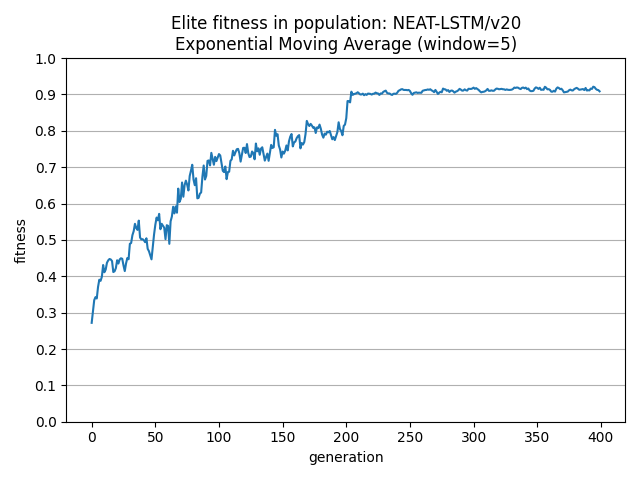 Elite fitness in population: NEAT-LSTM/v20
Exponential Moving Average (window=5)
1.0
0.9
0.8
0.7
0.6
0.5
0.4
0.3
0.2
0.1
0.0
fitness
0 50 100 150 200 250 300 350 400
generation